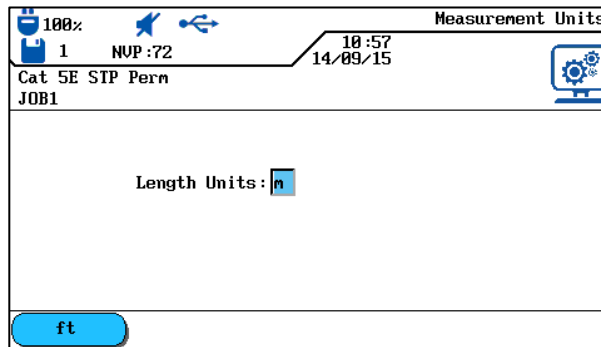 100% Measurement Units
1 NVP:72 10:57
14/09/15
Cat 5E STP Perm
JOB1
Length Units: m
ft